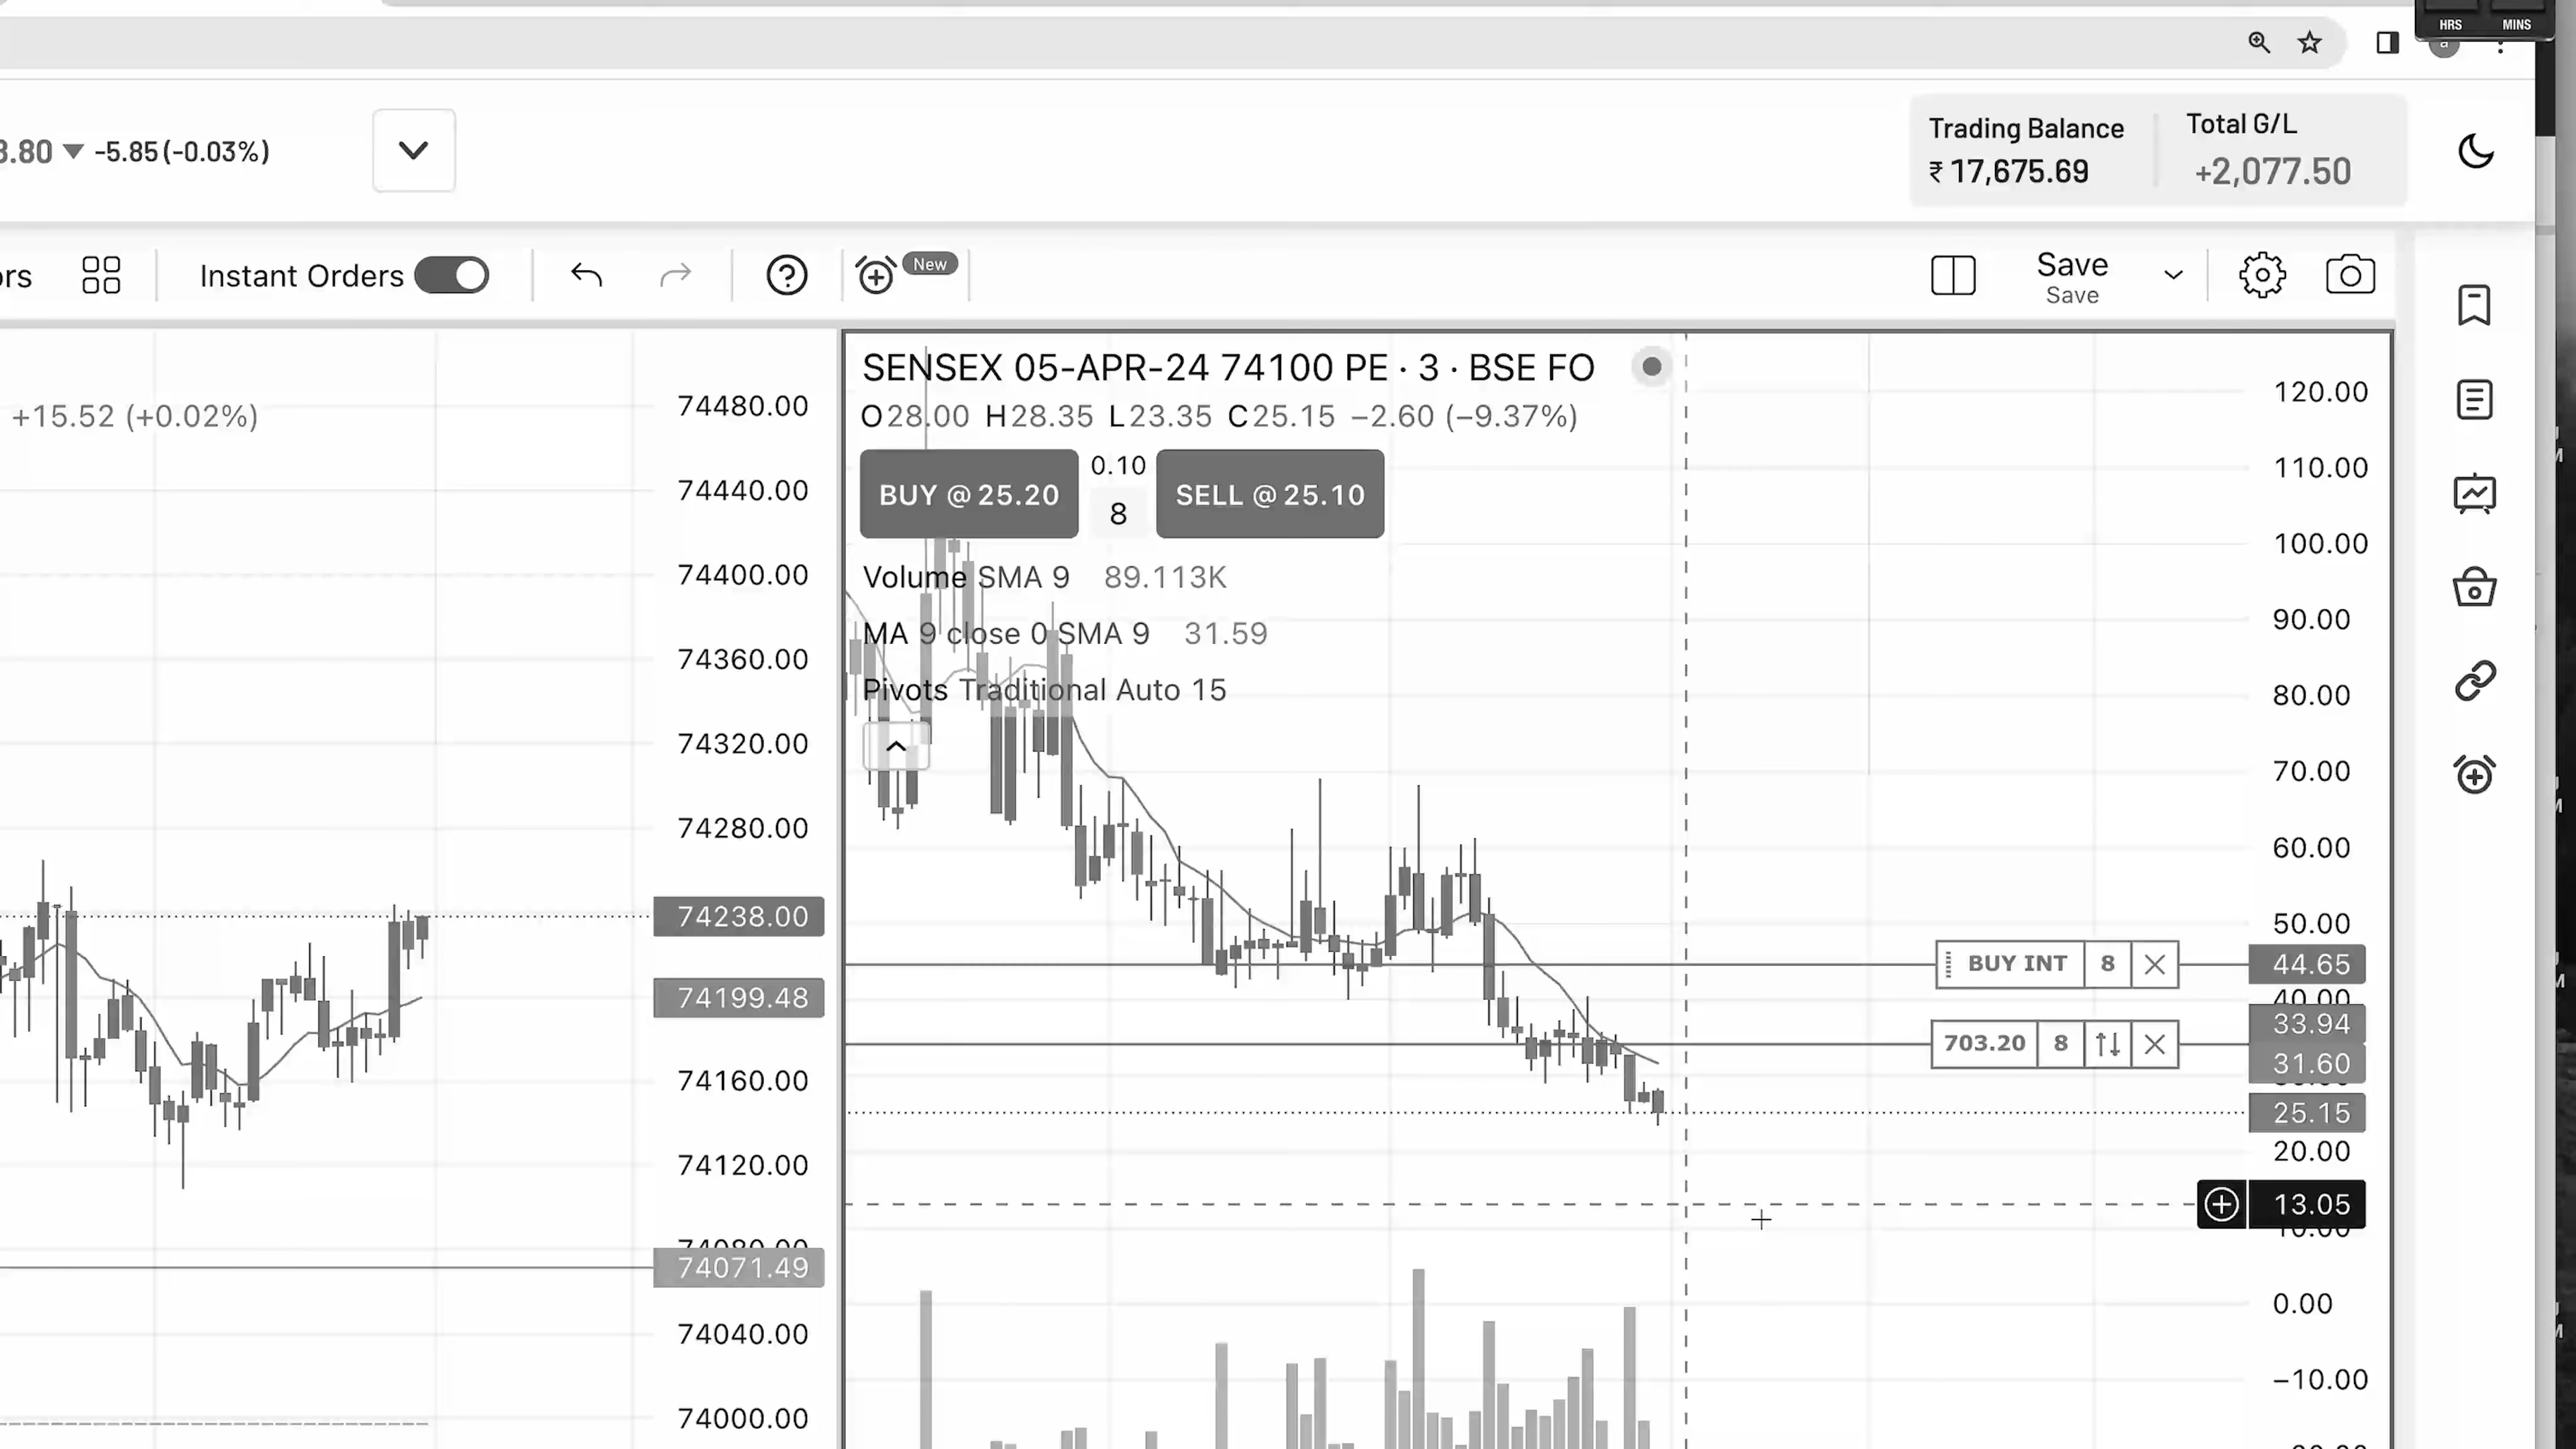 HRS MINS
a
3.80 ▼ -5.85(-0.03%)
Trading Balance
₹ 17,675.69
Total G/L
+2,077.50
rs
Instant Orders
New
Save
Save
+15.52 (+0.02%)
74480.00
74440.00
74400.00
74360.00
74320.00
74280.00
74238.00
74199.48
74160.00
74120.00
74080.00
74071.49
74040.00
74000.00
SENSEX 05-APR-24 74100 PE · 3 · BSE FO
O28.00 H28.35 L23.35 C25.15 −2.60 (−9.37%)
BUY @ 25.20
0.10
8
SELL @ 25.10
Volume SMA 9 89.113K
MA 9 close 0 SMA 9 31.59
Pivots Traditional Auto 15
BUY INT 8
703.20 8
120.00
110.00
100.00
90.00
80.00
70.00
60.00
50.00
44.65
40.00
33.94
31.60
25.15
20.00
13.05
10.00
0.00
−10.00